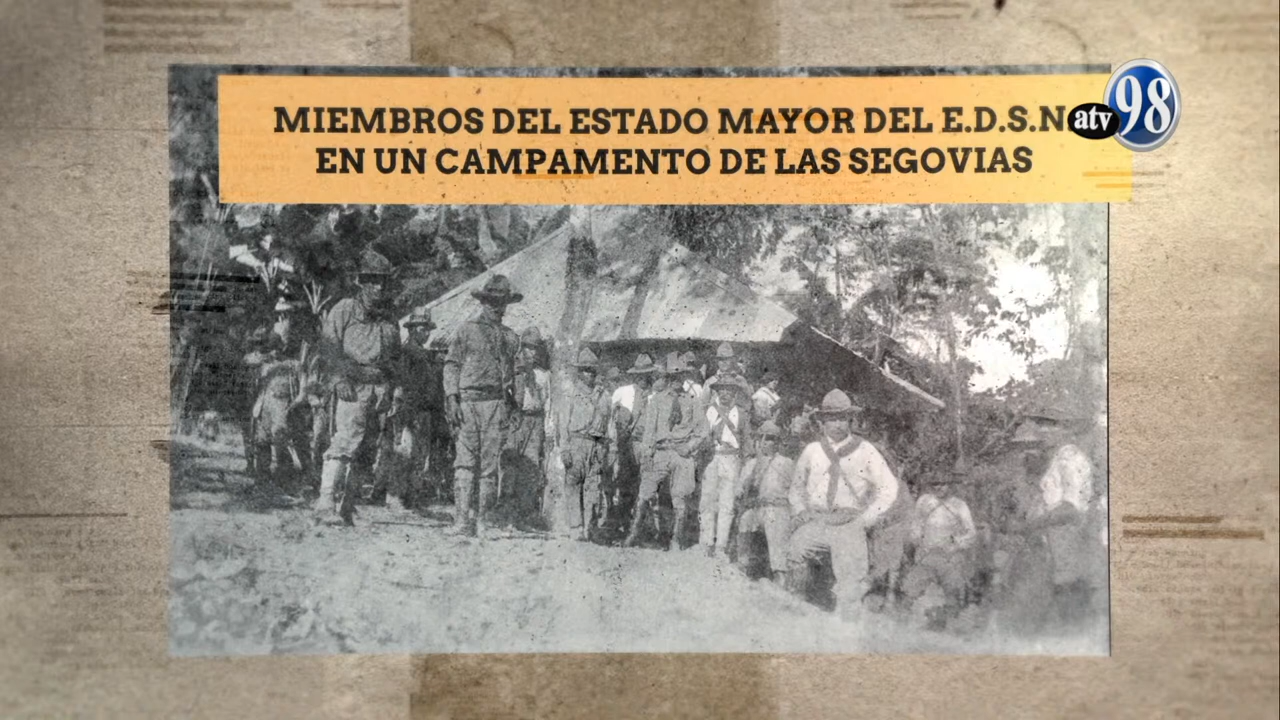 MIEMBROS DEL ESTADO MAYOR DEL E.D.S.N.
EN UN CAMPAMENTO DE LAS SEGOVIAS
atv 98